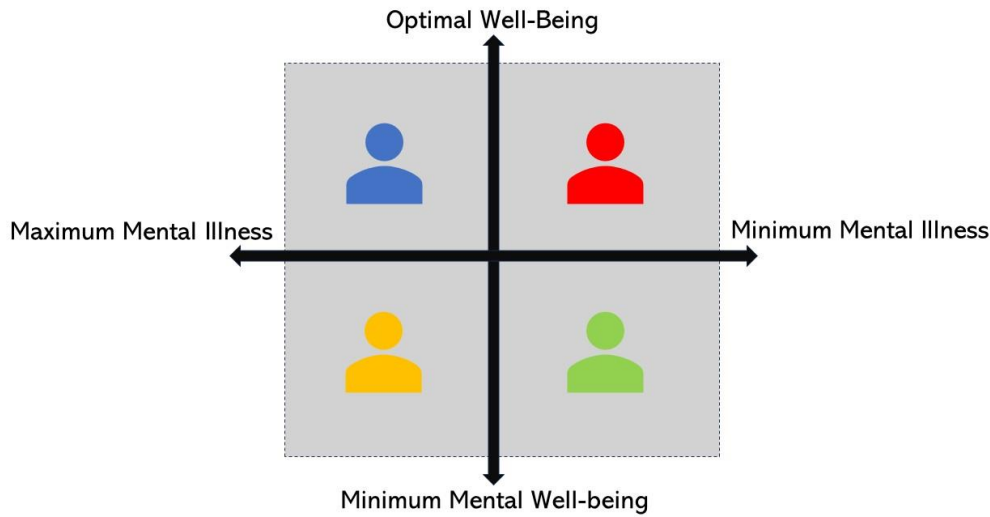 Optimal Well-Being
Maximum Mental Illness
Minimum Mental Illness
Minimum Mental Well-being